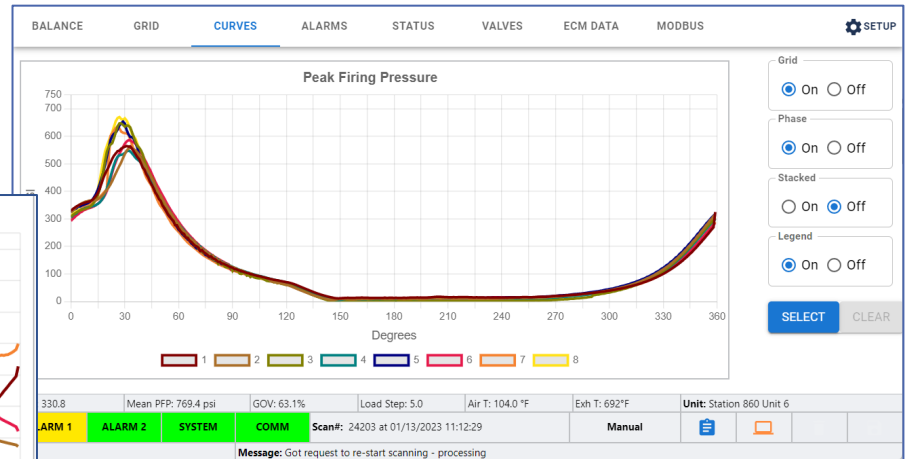 BALANCE GRID CURVES ALARMS STATUS VALVES ECM DATA MODBUS SETUP
Peak Firing Pressure
750
700
600
500
400
300
200
100
0
0 30 60 90 120 150 180 210 240 270 300 330 360
Degrees
1 2 3 4 5 6 7 8
Grid
On Off
Phase
On Off
Stacked
On Off
Legend
On Off
SELECT CLEAR
330.8 Mean PFP: 769.4 psi GOV: 63.1% Load Step: 5.0 Air T: 104.0 °F Exh T: 692°F Unit: Station 860 Unit 6
ARM 1 ALARM 2 SYSTEM COMM Scan#: 24203 at 01/13/2023 11:12:29 Manual
Message: Got request to re-start scanning - processing